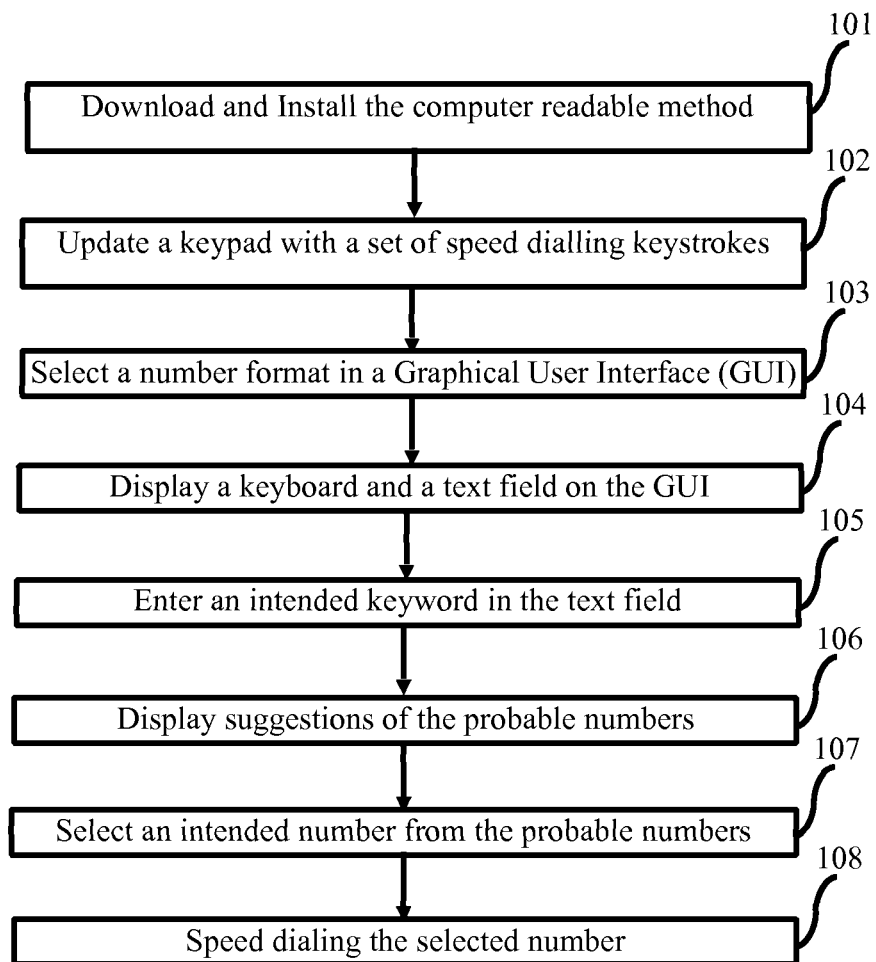 101
Download and Install the computer readable method
102
Update a keypad with a set of speed dialling keystrokes
103
Select a number format in a Graphical User Interface (GUI)
104
Display a keyboard and a text field on the GUI
105
Enter an intended keyword in the text field
106
Display suggestions of the probable numbers
107
Select an intended number from the probable numbers
108
Speed dialing the selected number